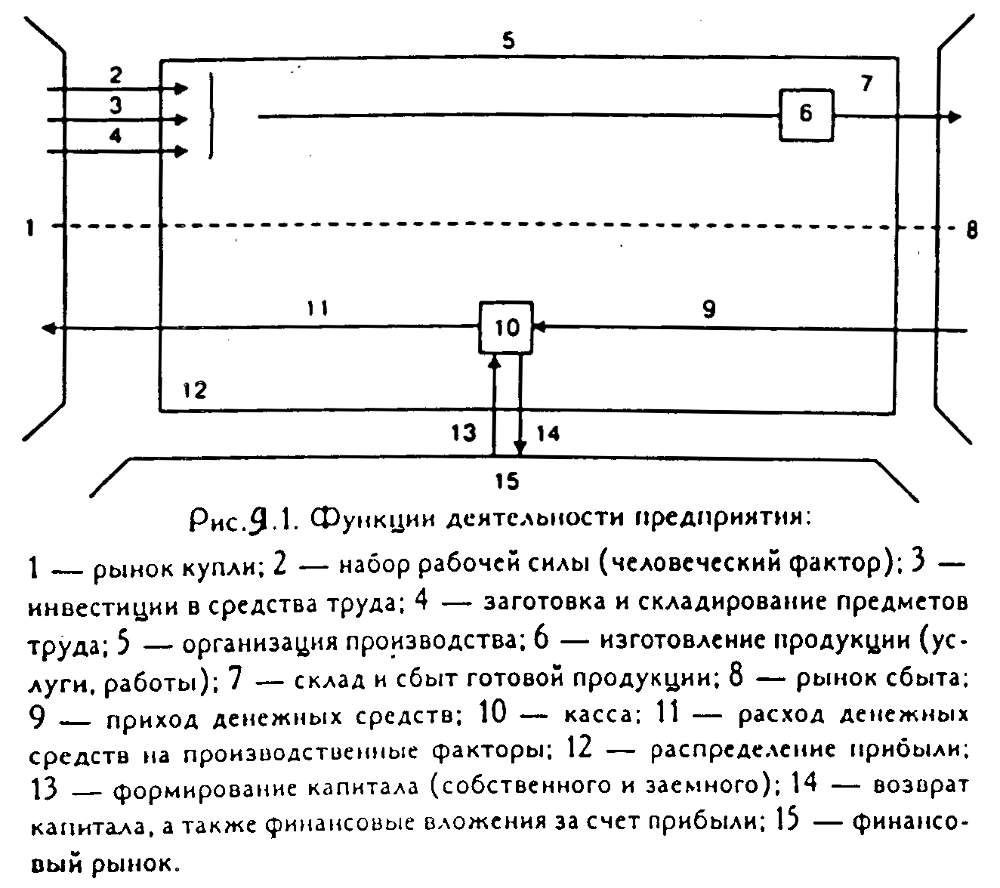 5
2
7
3
6
4
1
8
11
9
10
12
13
14
15
Рис.9.1. Функции деятельности предприятия:
1 — рынок купли; 2 — набор рабочей силы (человеческий фактор); 3 —
инвестиции в средства труда; 4 — заготовка и складирование предметов
труда; 5 — организация производства; 6 — изготовление продукции (ус-
луги, работы); 7 — склад и сбыт готовой продукции; 8 — рынок сбыта;
9 — приход денежных средств; 10 — касса; 11 — расход денежных
средств на производственные факторы; 12 — распределение прибыли;
13 — формирование капитала (собственного и заемного); 14 — возврат
капитала, а также финансовые вложения за счет прибыли; 15 — финансо-
вый рынок.